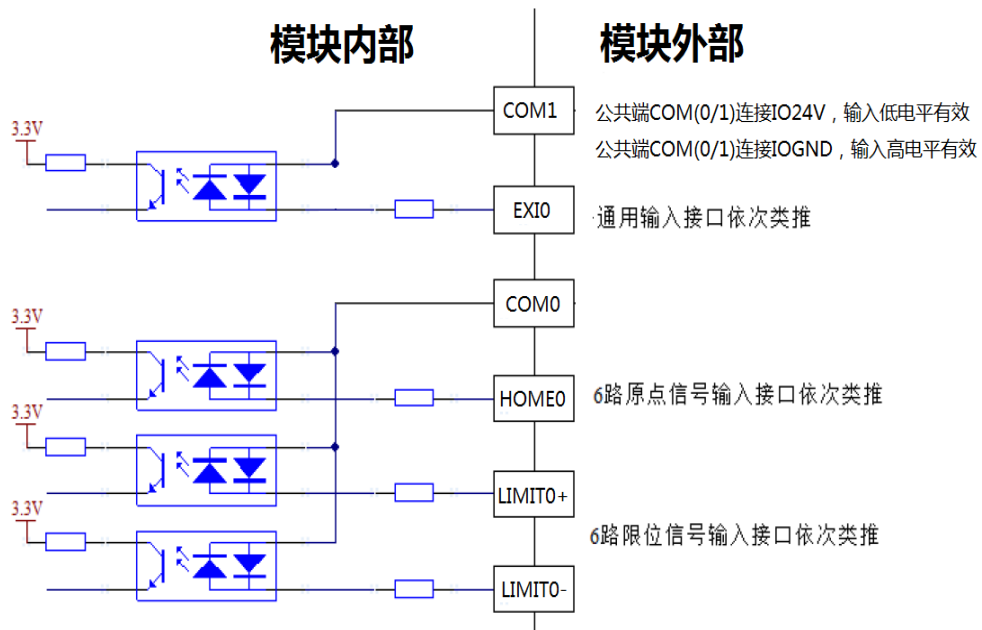 模块内部
模块外部
COM1
公共端COM(0/1)连接IO24V，输入低电平有效
3.3V
公共端COM(0/1)连接IOGND，输入高电平有效
EXI0
通用输入接口依次类推
COM0
3.3V
HOME0
6路原点信号输入接口依次类推
3.3V
LIMIT0+
3.3V
6路限位信号输入接口依次类推
LIMIT0-